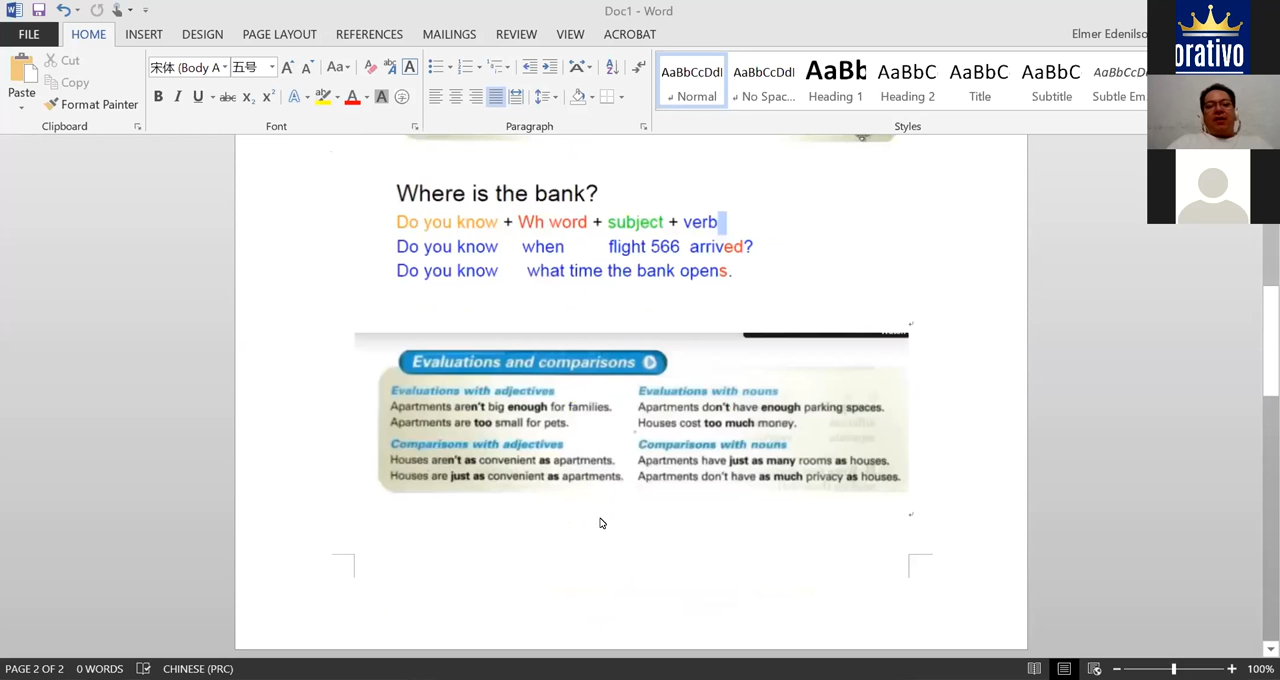 Doc1 - Word
FILE HOME INSERT DESIGN PAGE LAYOUT REFERENCES MAILINGS REVIEW VIEW ACROBAT
Elmer Edenilso
orativo
Paste
Cut
Copy
Format Painter
宋体 (Body A 五号
AaBbCcDdI AaBbCcDdI AaBb AaBbC AaBbC AaBbC AaBbCcDd
Normal No Spac... Heading 1 Heading 2 Title Subtitle Subtle Em
Clipboard Font Paragraph Styles
Where is the bank?
Do you know + Wh word + subject + verb
Do you know when flight 566 arrived?
Do you know what time the bank opens.
Evaluations and comparisons
Evaluations with adjectives
Apartments aren't big enough for families.
Apartments are too small for pets.
Comparisons with adjectives
Houses aren't as convenient as apartments.
Houses are just as convenient as apartments.
Evaluations with nouns
Apartments don't have enough parking spaces.
Houses cost too much money.
Comparisons with nouns
Apartments have just as many rooms as houses.
Apartments don't have as much privacy as houses.
PAGE 2 OF 2 0 WORDS CHINESE (PRC)
100%